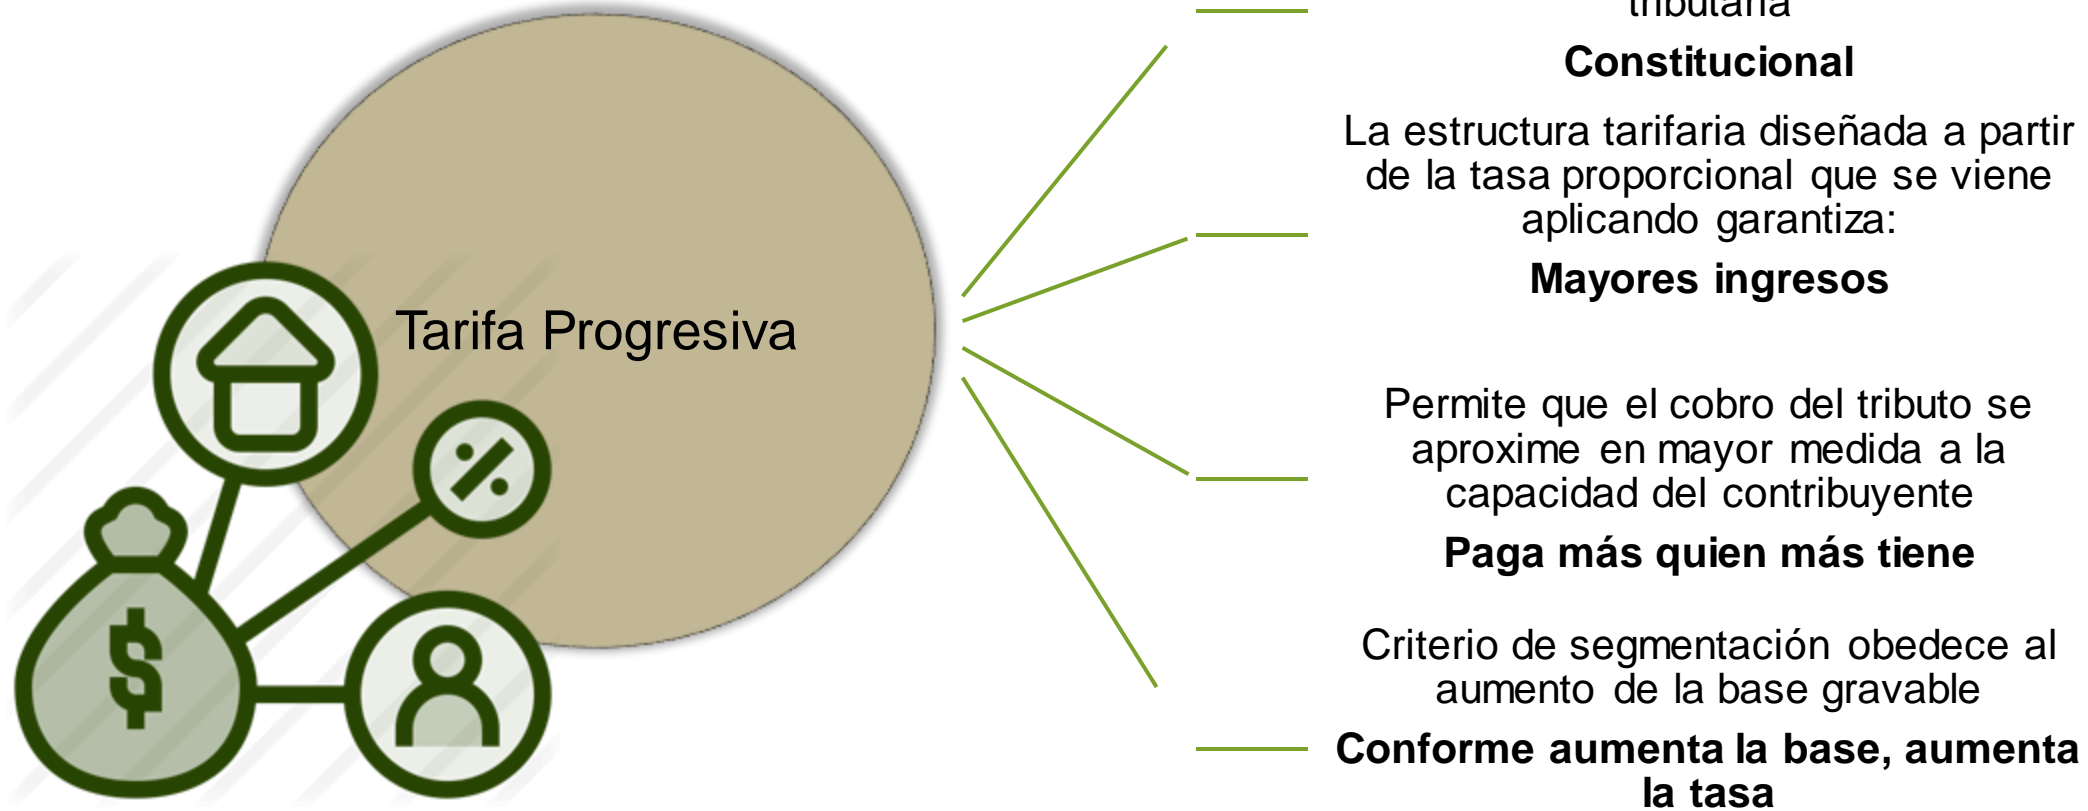 tributaria
Constitucional
La estructura tarifaria diseñada a partir
de la tasa proporcional que se viene
aplicando garantiza:
Mayores ingresos
Tarifa Progresiva
Permite que el cobro del tributo se
aproxime en mayor medida a la
capacidad del contribuyente
Paga más quien más tiene
Criterio de segmentación obedece al
aumento de la base gravable
Conforme aumenta la base, aumenta
la tasa
$
%